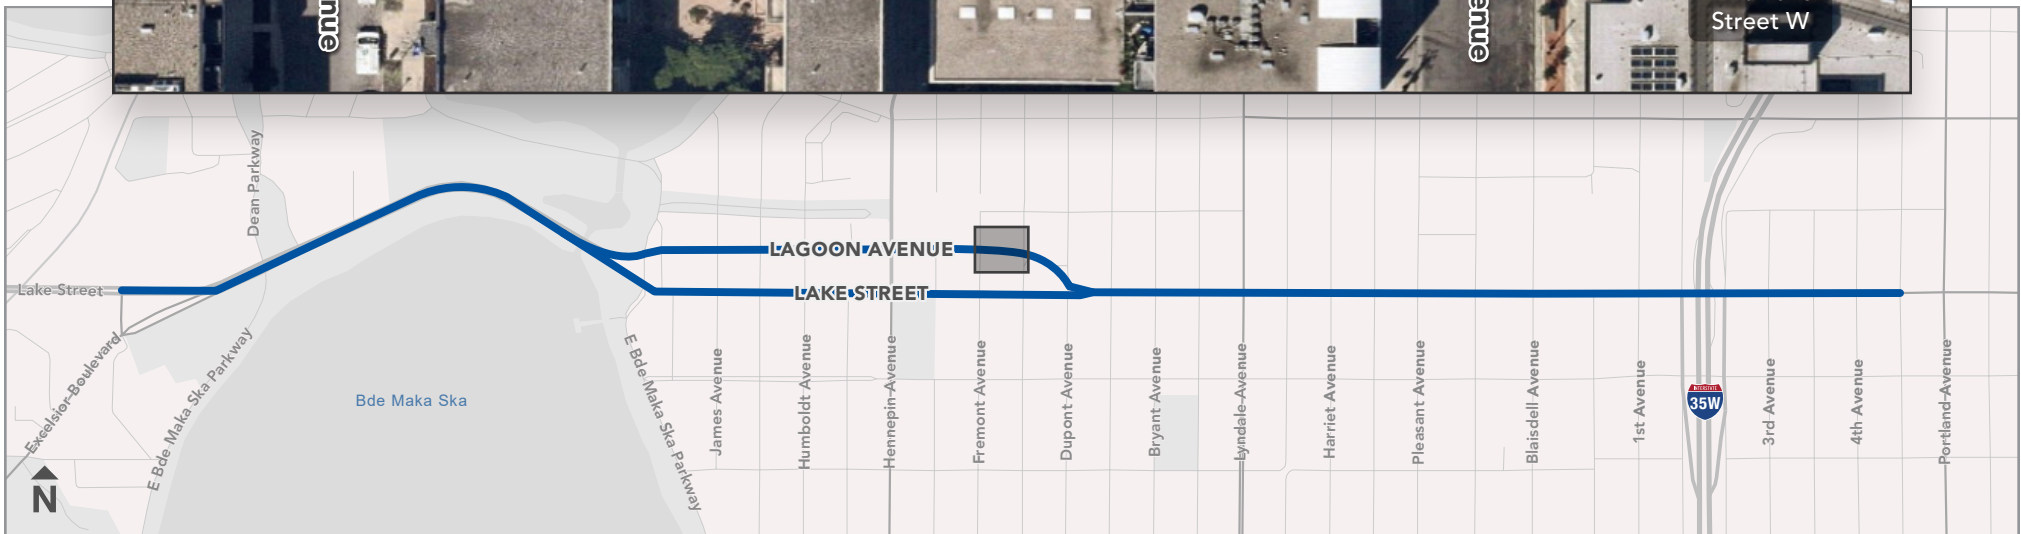 Street W
Dean Parkway
LAGOON AVENUE
Lake Street
LAKE STREET
Excelsior Boulevard
E Bde Maka Ska Parkway
Bde Maka Ska
E Bde Maka Ska Parkway
James Avenue
Humboldt Avenue
Hennepin Avenue
Fremont Avenue
Dupont Avenue
Bryant Avenue
Lyndale Avenue
Harriet Avenue
Pleasant Avenue
Blaisdell Avenue
1st Avenue
INTERSTATE
35W
3rd Avenue
4th Avenue
Portland Avenue
N